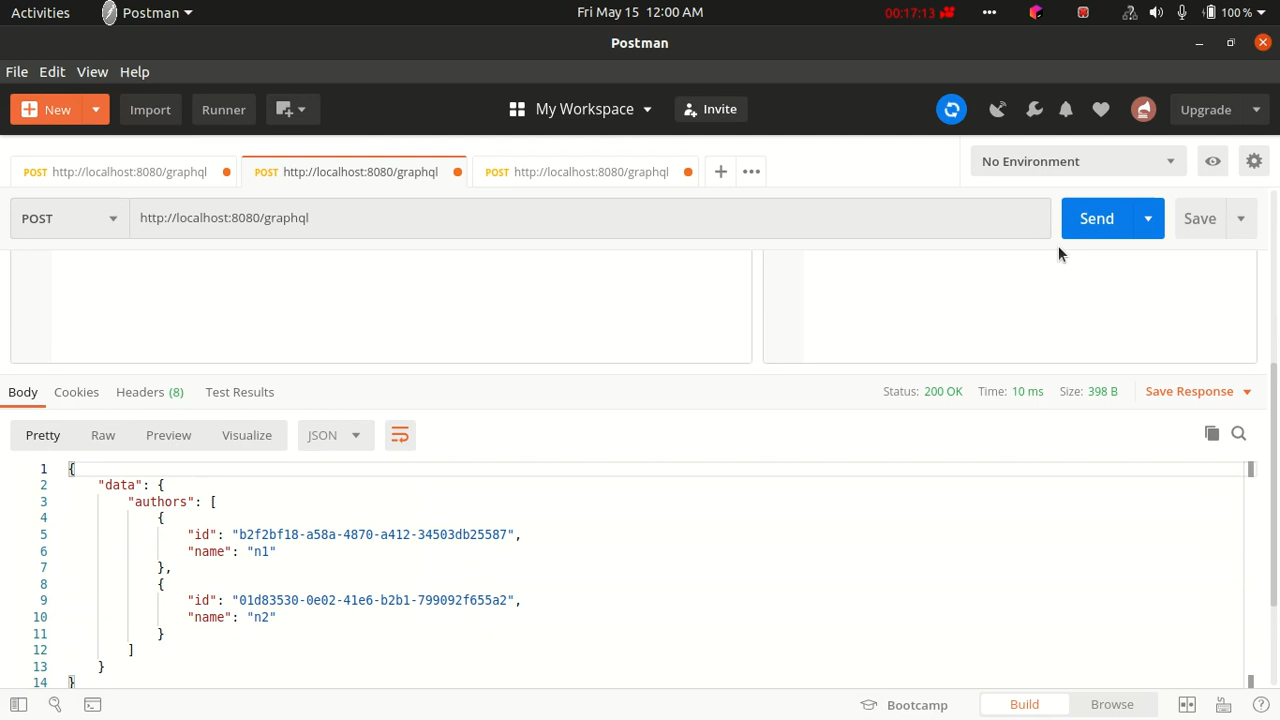 Activities Postman Fri May 15 12:00 AM 00:17:13 100 %
Postman
File Edit View Help
New Import Runner My Workspace Invite Upgrade
POST http://localhost:8080/graphql POST http://localhost:8080/graphql POST http://localhost:8080/graphql No Environment
POST http://localhost:8080/graphql Send Save
Body Cookies Headers (8) Test Results Status: 200 OK Time: 10 ms Size: 398 B Save Response
Pretty Raw Preview Visualize JSON
1 {
2 "data": {
3 "authors": [
4 {
5 "id": "b2f2bf18-a58a-4870-a412-34503db25587",
6 "name": "n1"
7 },
8 {
9 "id": "01d83530-0e02-41e6-b2b1-799092f655a2",
10 "name": "n2"
11 }
12 ]
13 }
14 }
Bootcamp Build Browse